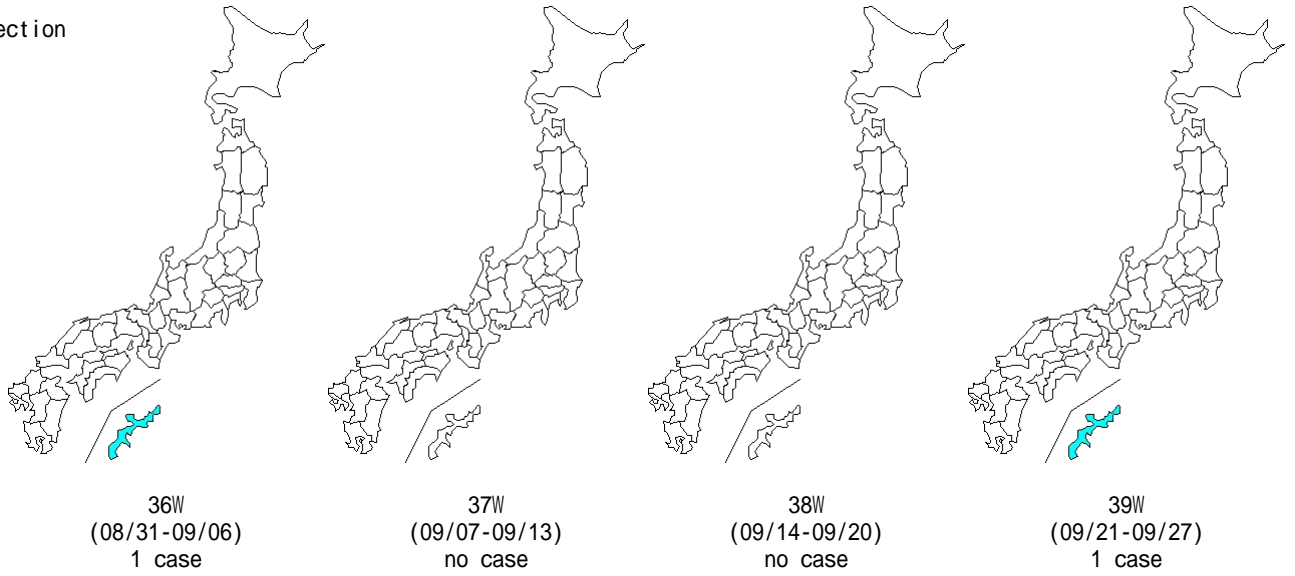 ection
36W
(08/31-09/06)
1 case
37W
(09/07-09/13)
no case
38W
(09/14-09/20)
no case
39W
(09/21-09/27)
1 case